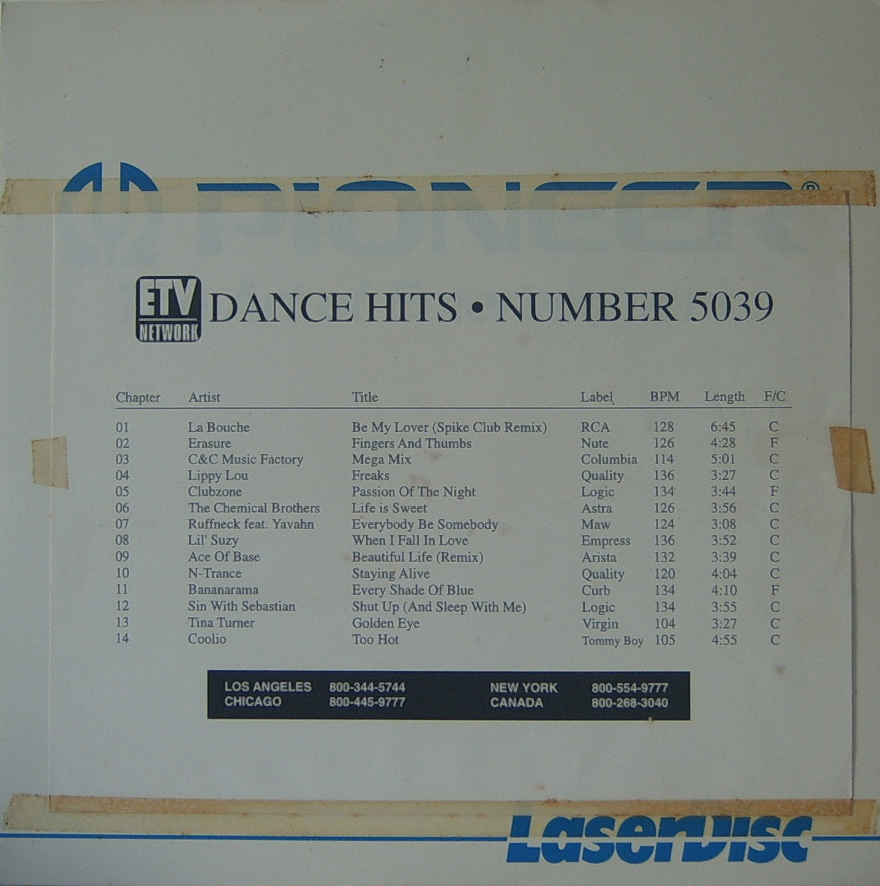 PIONEER®
ETV NETWORK DANCE HITS • NUMBER 5039
Chapter Artist Title Label BPM Length F/C
01 La Bouche Be My Lover (Spike Club Remix) RCA 128 6:45 C
02 Erasure Fingers And Thumbs Nute 126 4:28 F
03 C&C Music Factory Mega Mix Columbia 114 5:01 C
04 Lippy Lou Freaks Quality 136 3:27 C
05 Clubzone Passion Of The Night Logic 134 3:44 F
06 The Chemical Brothers Life is Sweet Astra 126 3:56 C
07 Ruffneck feat. Yavahn Everybody Be Somebody Maw 124 3:08 C
08 Lil' Suzy When I Fall In Love Empress 136 3:52 C
09 Ace Of Base Beautiful Life (Remix) Arista 132 3:39 C
10 N-Trance Staying Alive Quality 120 4:04 C
11 Bananarama Every Shade Of Blue Curb 134 4:10 F
12 Sin With Sebastian Shut Up (And Sleep With Me) Logic 134 3:55 C
13 Tina Turner Golden Eye Virgin 104 3:27 C
14 Coolio Too Hot Tommy Boy 105 4:55 C
LOS ANGELES 800-344-5744 NEW YORK 800-554-9777
CHICAGO 800-445-9777 CANADA 800-268-3040
LaserDisc